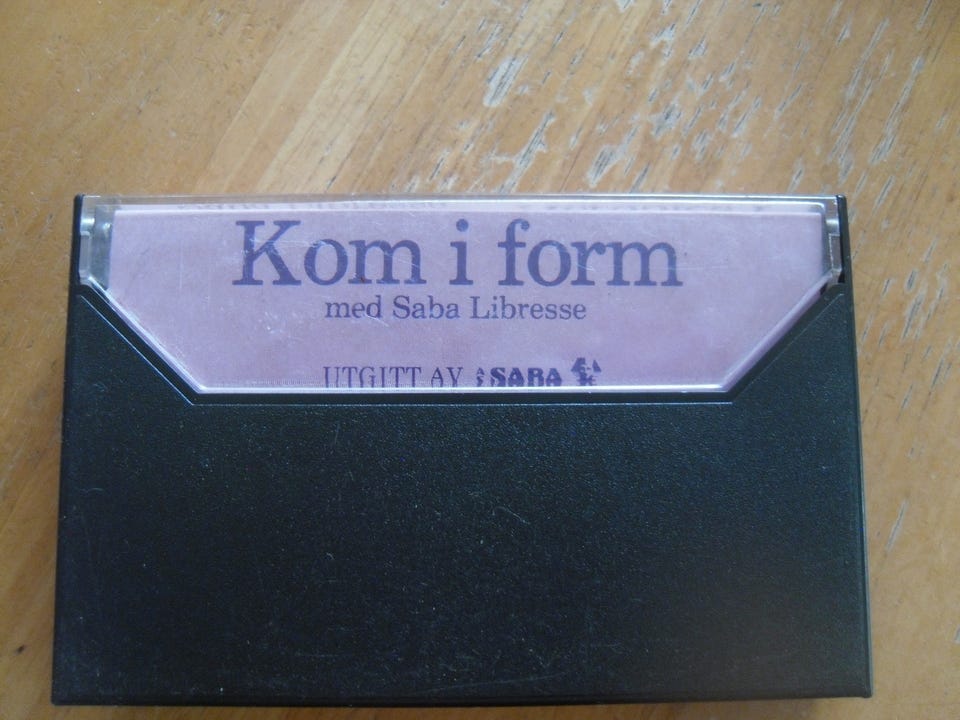 Kom i form
med Saba Libresse
UTGITT AV SABA